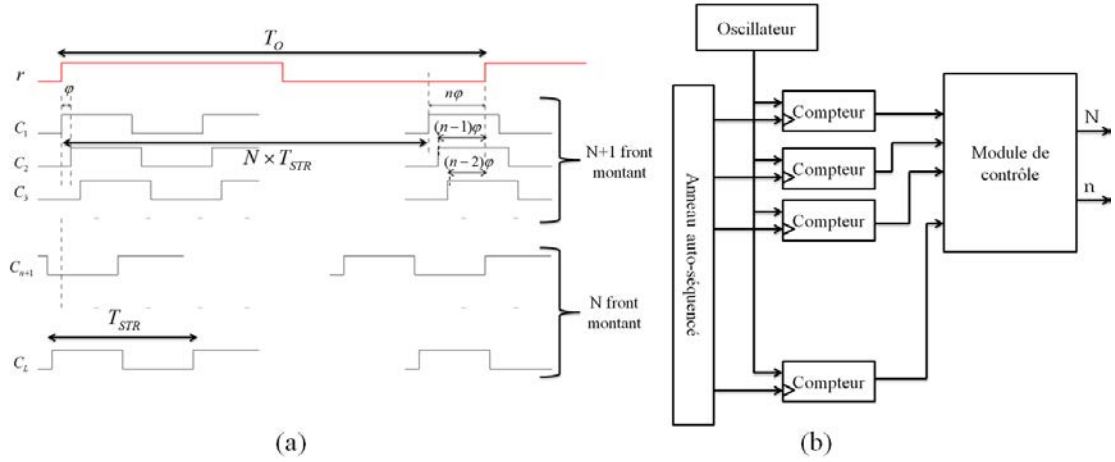 T_O
r
φ
nφ
C_1
(n−1)φ
C_2
N × T_STR
(n−2)φ
C_3
N+1 front
montant
C_{n+1}
T_STR
N front
montant
C_L
(a)
Oscillateur
Anneau auto-séquencé
Compteur
Compteur
Compteur
Compteur
Module de
contrôle
N
n
(b)